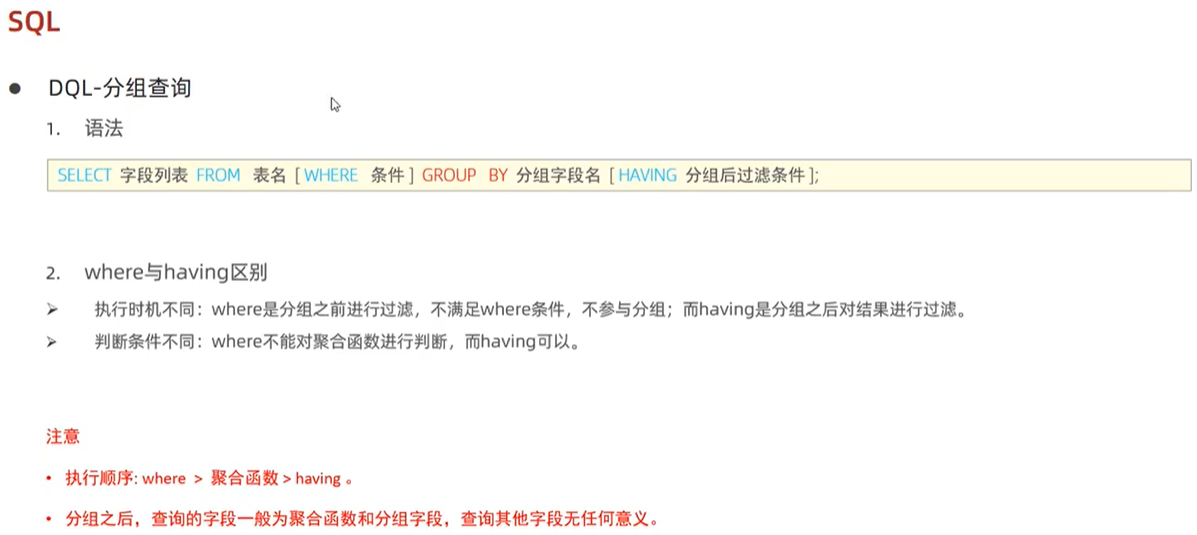 SQL
● DQL-分组查询
1. 语法
SELECT 字段列表 FROM 表名 [ WHERE 条件 ] GROUP BY 分组字段名 [ HAVING 分组后过滤条件 ];
2. where与having区别
➢ 执行时机不同：where是分组之前进行过滤，不满足where条件，不参与分组；而having是分组之后对结果进行过滤。
➢ 判断条件不同：where不能对聚合函数进行判断，而having可以。
注意
• 执行顺序: where > 聚合函数 > having 。
• 分组之后，查询的字段一般为聚合函数和分组字段，查询其他字段无任何意义。